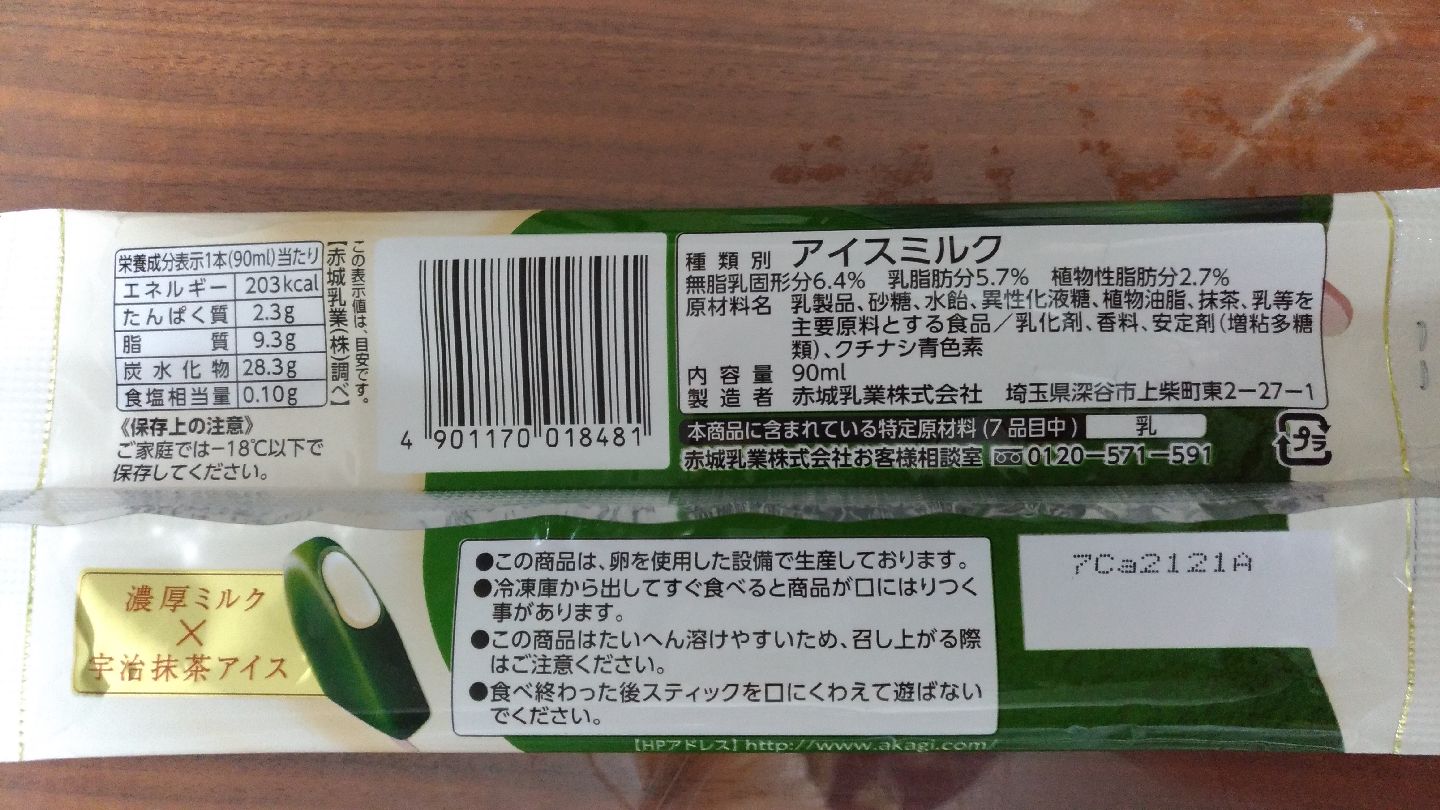 栄養成分表示1本(90ml)当たり
エネルギー 203kcal
たんぱく質 2.3g
脂質 9.3g
炭水化物 28.3g
食塩相当量 0.10g
この表示値は、目安です。
【赤城乳業(株)調べ】
《保存上の注意》
ご家庭では-18℃以下で
保存してください。
4 901170 018481
種類別 アイスミルク
無脂乳固形分6.4% 乳脂肪分5.7% 植物性脂肪分2.7%
原材料名 乳製品、砂糖、水飴、異性化液糖、植物油脂、抹茶、乳等を
主要原料とする食品/乳化剤、香料、安定剤(増粘多糖
類)、クチナシ青色素
内容量 90ml
製造者 赤城乳業株式会社 埼玉県深谷市上柴町東2-27-1
本商品に含まれている特定原材料(7品目中) 乳
赤城乳業株式会社お客様相談室 0120-571-591
プラ
濃厚ミルク
×
宇治抹茶アイス
●この商品は、卵を使用した設備で生産しております。
●冷凍庫から出してすぐ食べると商品が口にはりつく
事があります。
●この商品はたいへん溶けやすいため、召し上がる際
はご注意ください。
●食べ終わった後スティックを口にくわえて遊ばない
でください。
7Ca2121A
【HPアドレス】http://www.akagi.com/